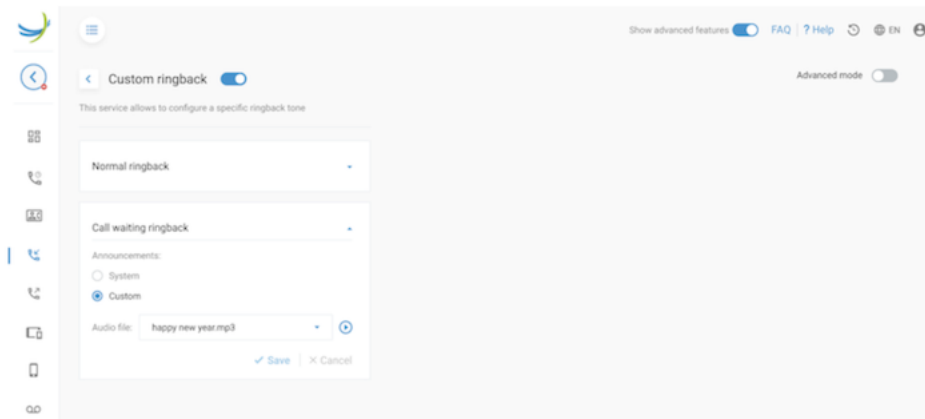 Show advanced features FAQ | ? Help EN
Custom ringback Advanced mode
This service allows to configure a specific ringback tone
Normal ringback
Call waiting ringback
Announcements:
System
Custom
Audio file: happy new year.mp3
Save | Cancel